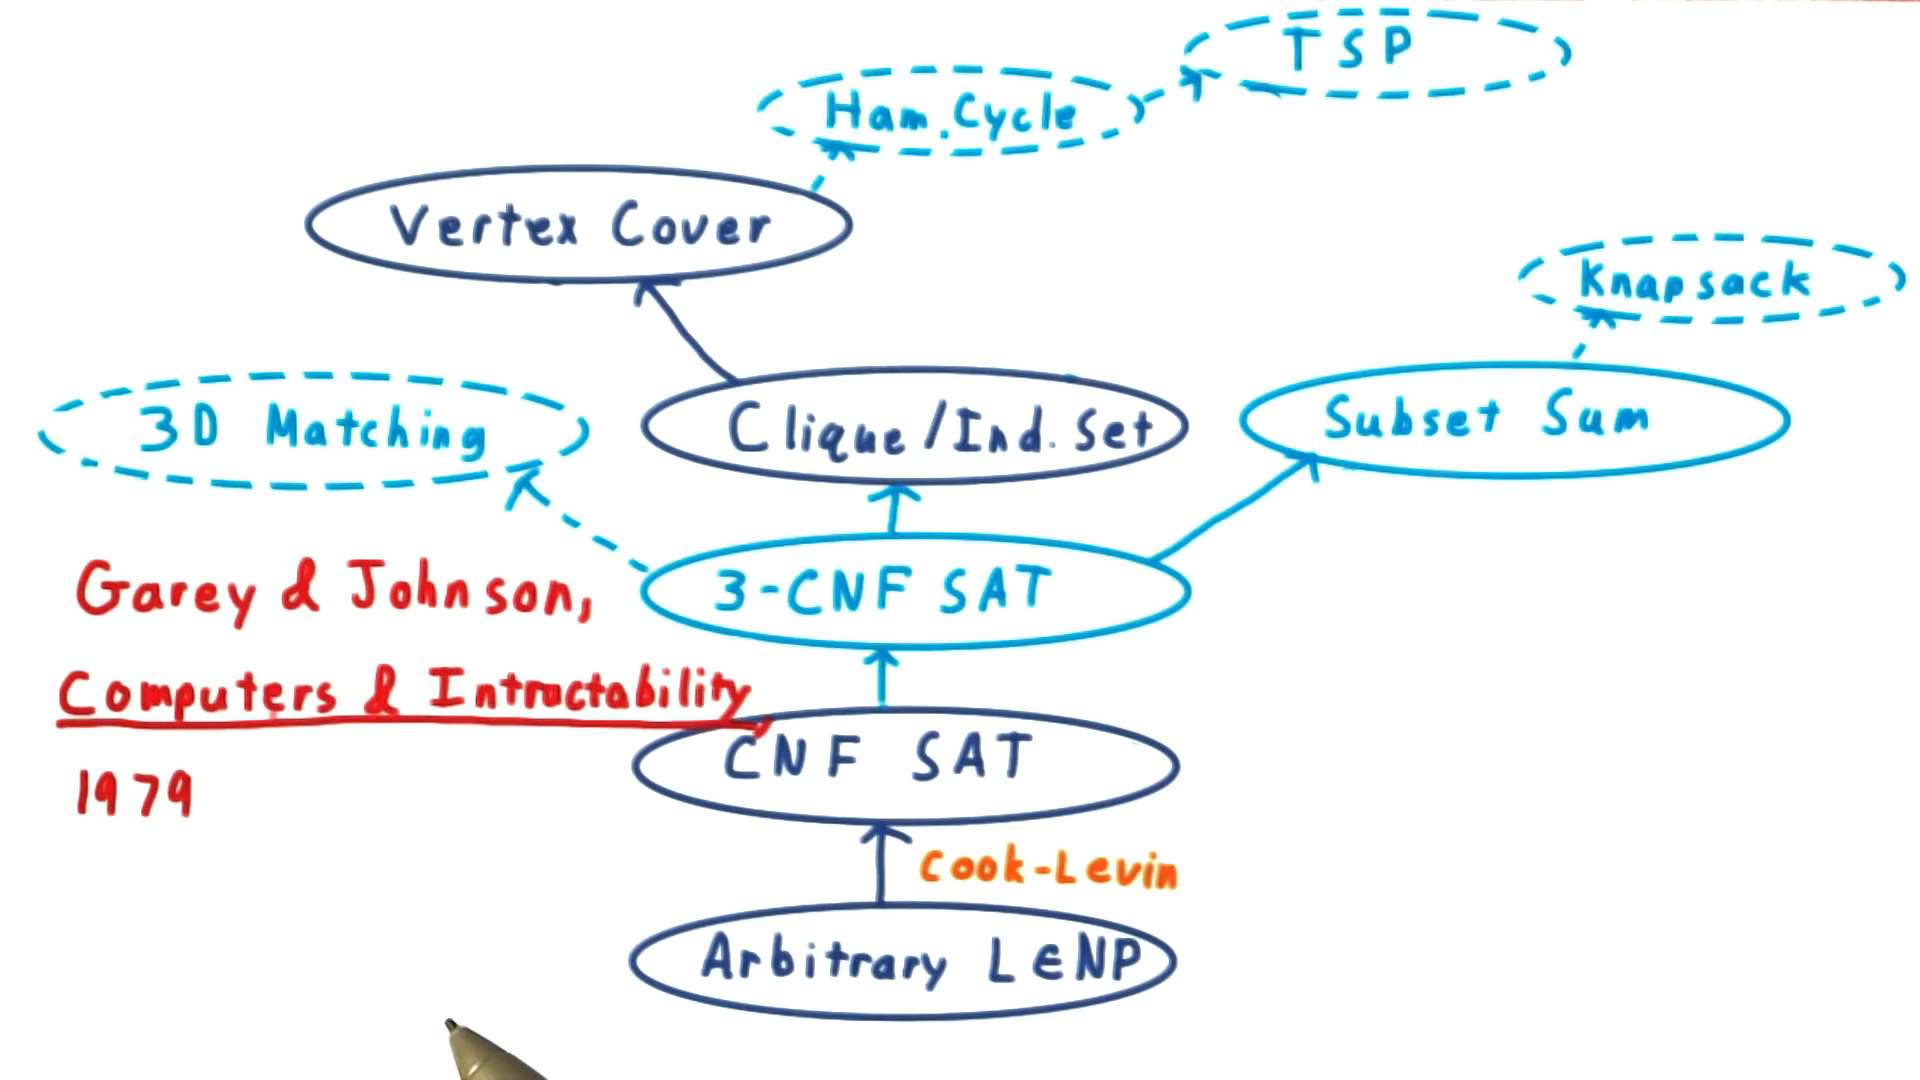 TSP
Ham. Cycle
Vertex Cover
Knapsack
3D Matching
Clique/Ind. Set
Subset Sum
Garey & Johnson,
3-CNF SAT
Computers & Intractability,
CNF SAT
1979
Cook-Levin
Arbitrary L∈NP